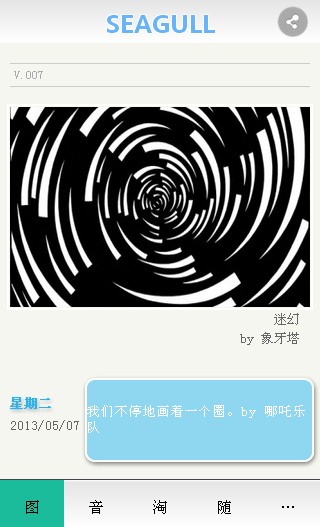 SEAGULL
V.007
迷幻
by 象牙塔
星期二
2013/05/07
我们不停地画着一个圈。by 哪吒乐
队
图 音 淘 随 …